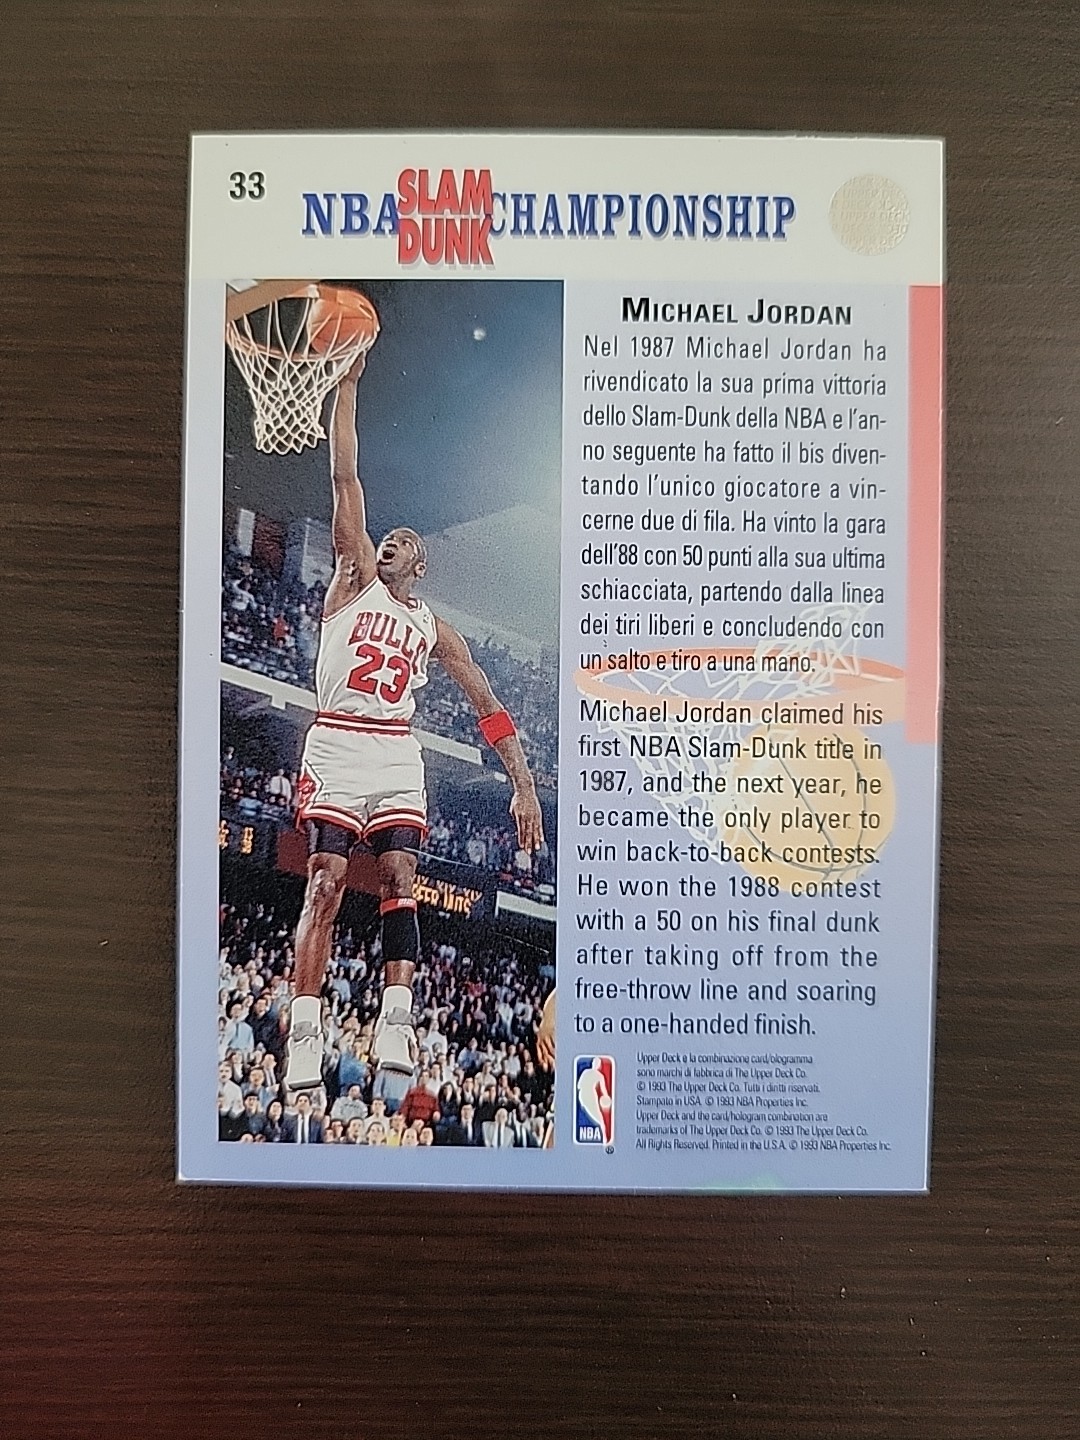 33
NBA SLAM DUNK CHAMPIONSHIP
UPPER DECK
MICHAEL JORDAN
Nel 1987 Michael Jordan ha
rivendicato la sua prima vittoria
dello Slam-Dunk della NBA e l'an-
no seguente ha fatto il bis diven-
tando l'unico giocatore a vin-
cerne due di fila. Ha vinto la gara
dell'88 con 50 punti alla sua ultima
schiacciata, partendo dalla linea
dei tiri liberi e concludendo con
un salto e tiro a una mano.
Michael Jordan claimed his
first NBA Slam-Dunk title in
1987, and the next year, he
became the only player to
win back-to-back contests.
He won the 1988 contest
with a 50 on his final dunk
after taking off from the
free-throw line and soaring
to a one-handed finish.
BULLS
23
NBA
®
Upper Deck e la combinazione card/ologramma
sono marchi di fabbrica di The Upper Deck Co.
© 1993 The Upper Deck Co. Tutti i diritti riservati.
Stampato in USA. © 1993 NBA Properties Inc.
Upper Deck and the card/hologram combination are
trademarks of The Upper Deck Co. © 1993 The Upper Deck Co.
All Rights Reserved. Printed in the U.S.A. © 1993 NBA Properties Inc.